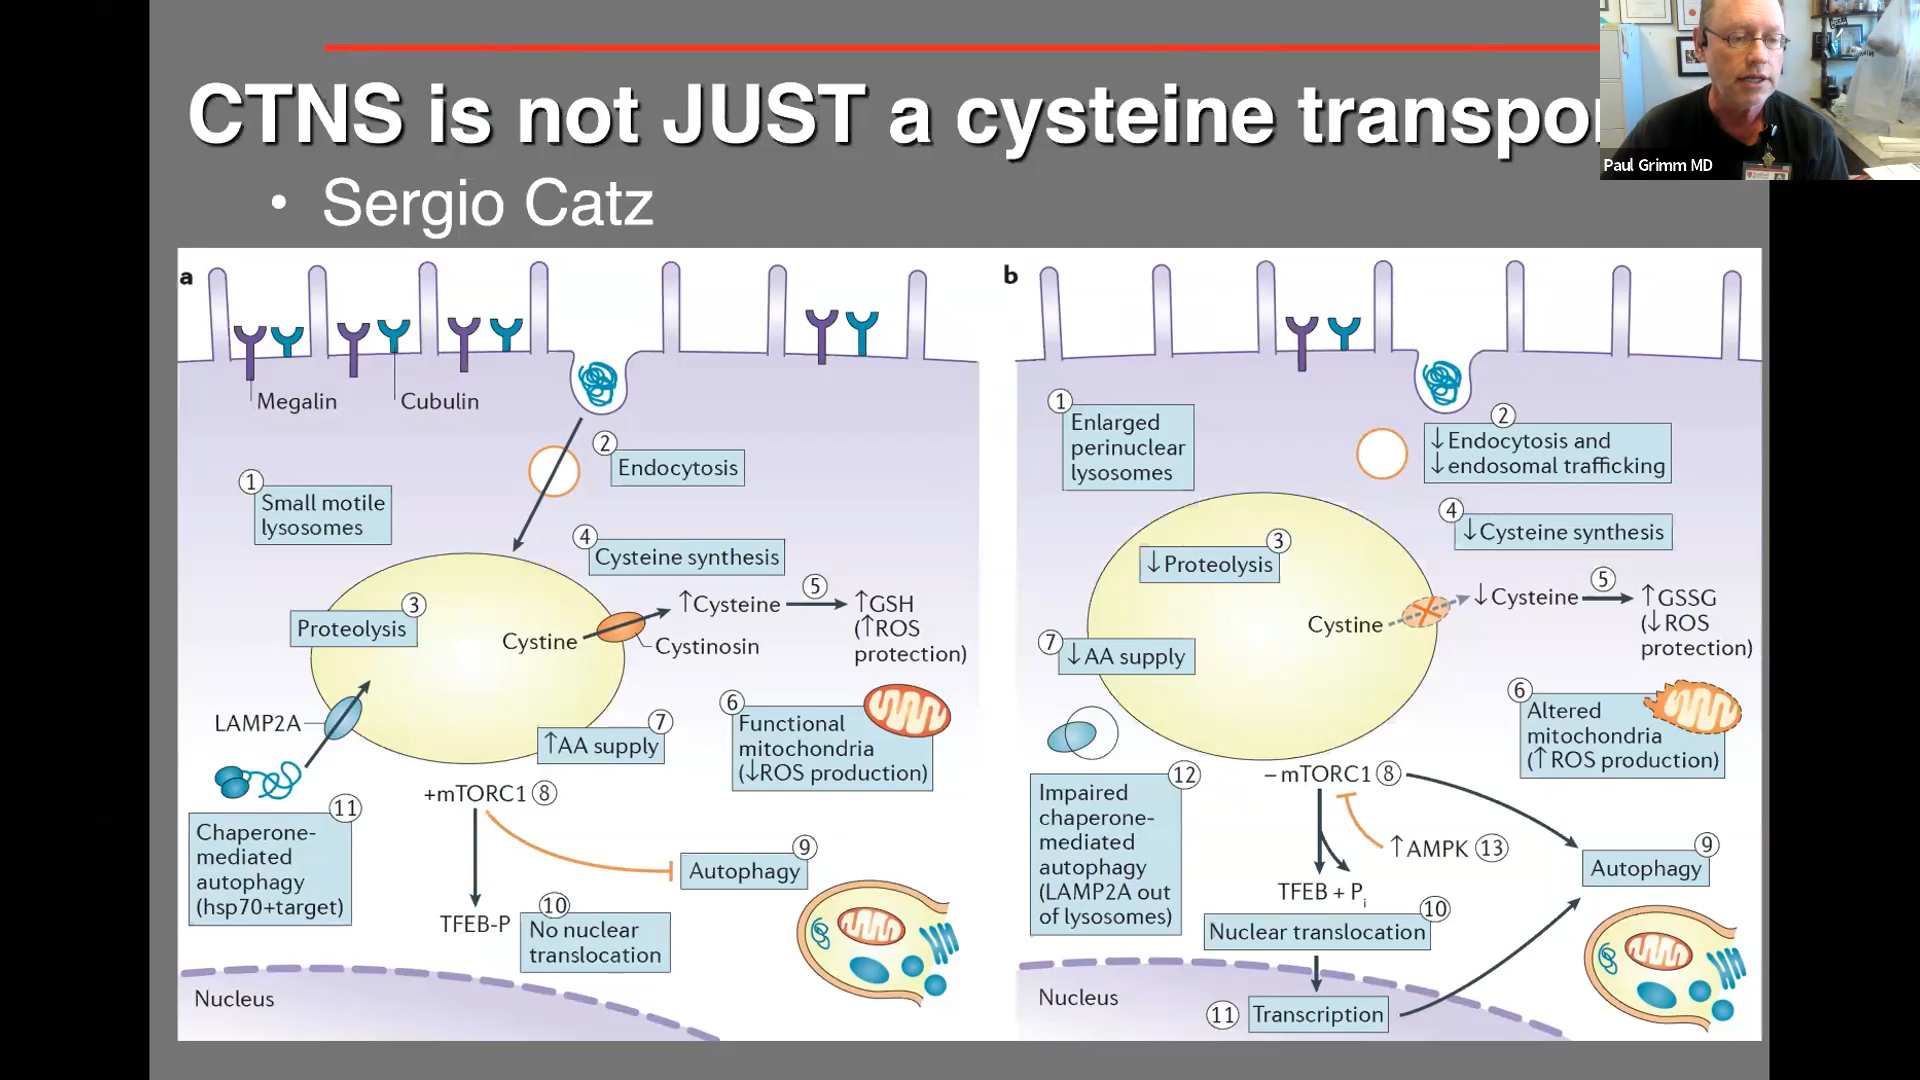 CTNS is not JUST a cysteine transpor
Paul Grimm MD
• Sergio Catz
a
Megalin
Cubulin
2
Endocytosis
1
Small motile
lysosomes
4
Cysteine synthesis
3
Proteolysis
Cystine
Cystinosin
↑Cysteine
5
↑GSH
(↑ROS
protection)
LAMP2A
7
↑AA supply
6
Functional
mitochondria
(↓ROS production)
+mTORC1 8
11
Chaperone-
mediated
autophagy
(hsp70+target)
9
Autophagy
TFEB-P
10
No nuclear
translocation
Nucleus
b
1
Enlarged
perinuclear
lysosomes
2
↓Endocytosis and
↓endosomal trafficking
4
↓Cysteine synthesis
3
↓Proteolysis
Cystine
↓Cysteine
5
↑GSSG
(↓ROS
protection)
7
↓AA supply
6
Altered
mitochondria
(↑ROS production)
−mTORC1 8
12
Impaired
chaperone-
mediated
autophagy
(LAMP2A out
of lysosomes)
↑AMPK 13
9
Autophagy
TFEB + Pi
10
Nuclear translocation
Nucleus
11
Transcription